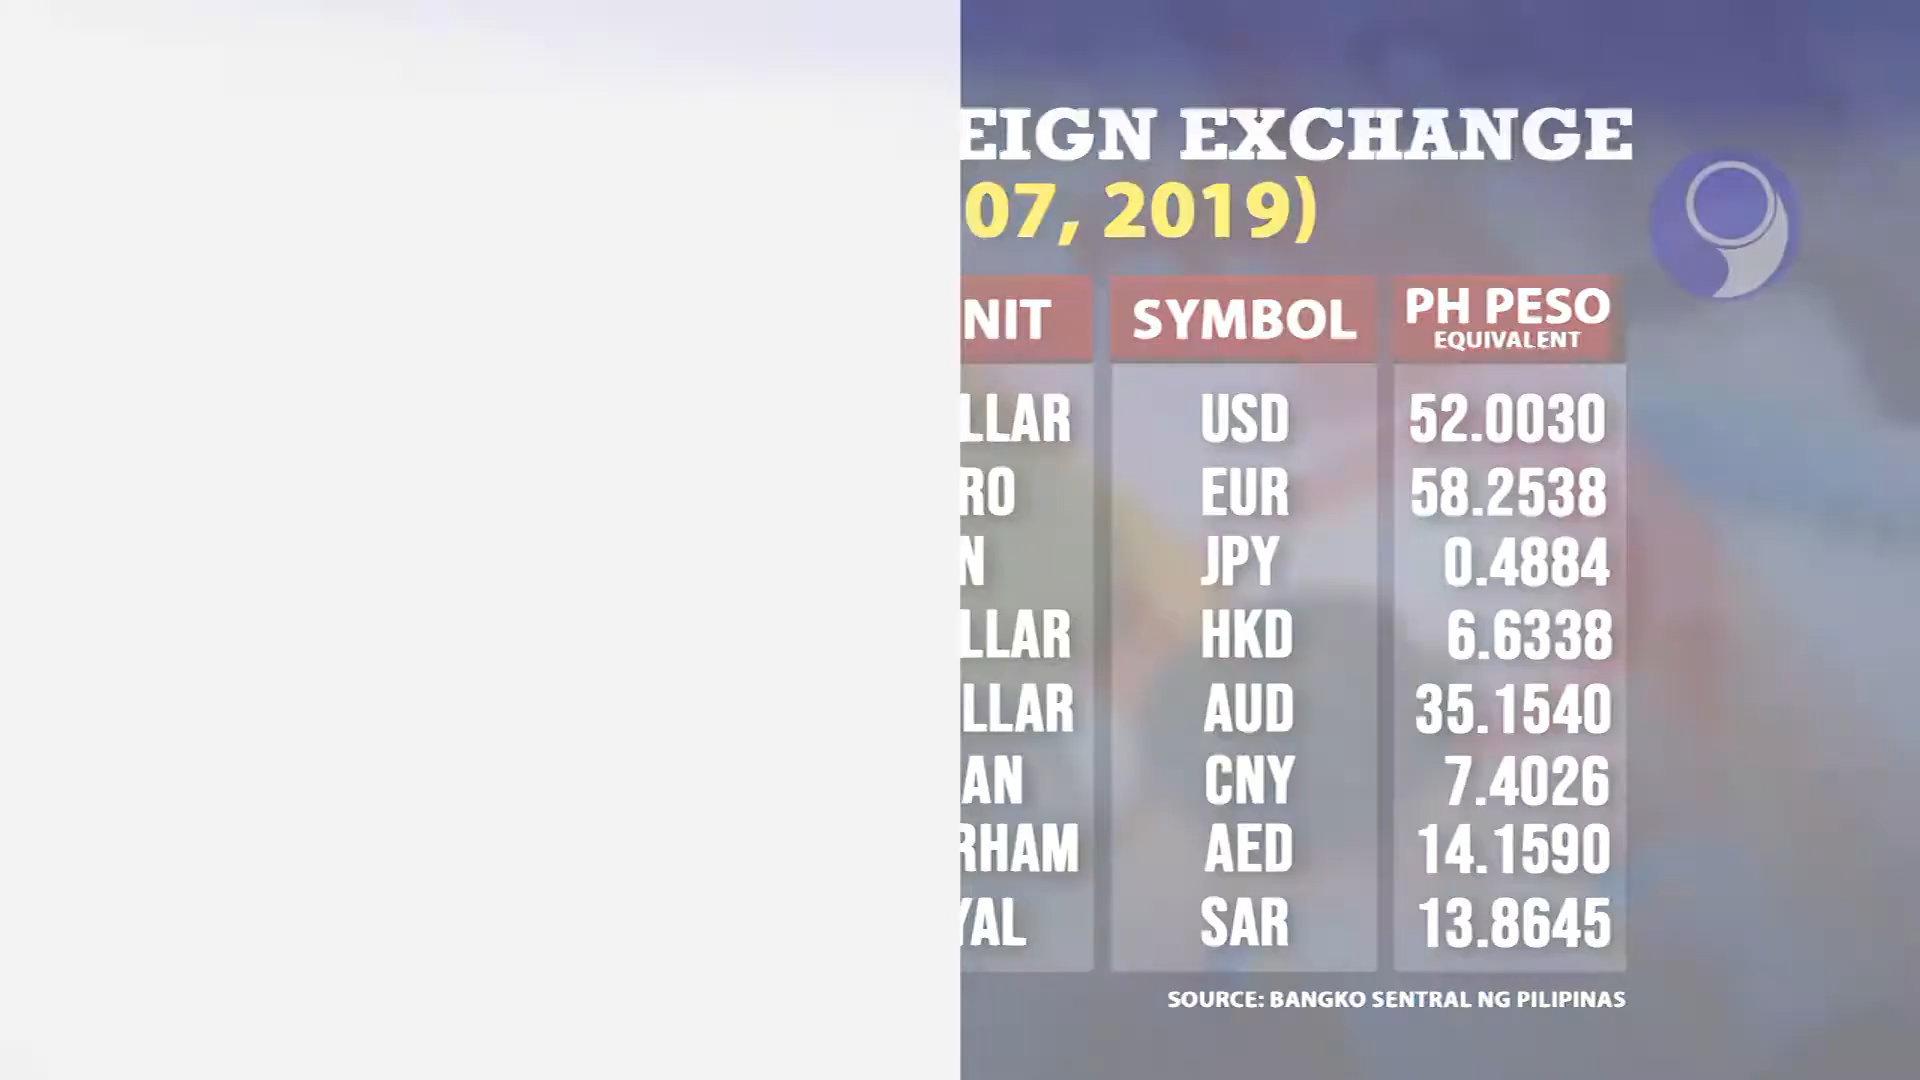 EIGN EXCHANGE
07, 2019)
NIT SYMBOL PH PESO
EQUIVALENT
LLAR USD 52.0030
RO EUR 58.2538
N JPY 0.4884
LLAR HKD 6.6338
LLAR AUD 35.1540
AN CNY 7.4026
RHAM AED 14.1590
YAL SAR 13.8645
SOURCE: BANGKO SENTRAL NG PILIPINAS